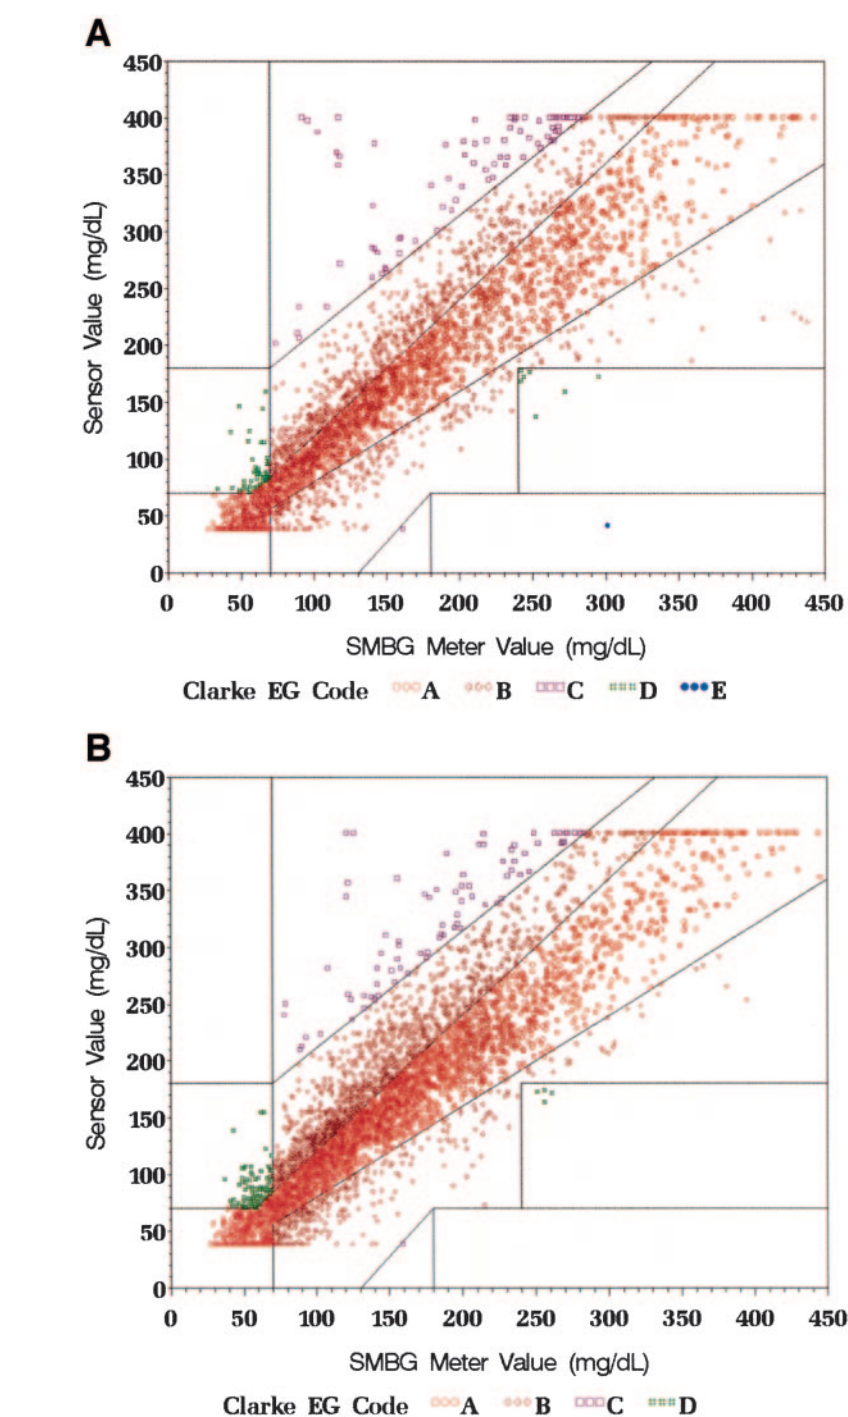 A
450
400
350
300
250
200
150
100
50
0
Sensor Value (mg/dL)
0 50 100 150 200 250 300 350 400 450
SMBG Meter Value (mg/dL)
Clarke EG Code A B C D E
B
450
400
350
300
250
200
150
100
50
0
Sensor Value (mg/dL)
0 50 100 150 200 250 300 350 400 450
SMBG Meter Value (mg/dL)
Clarke EG Code A B C D